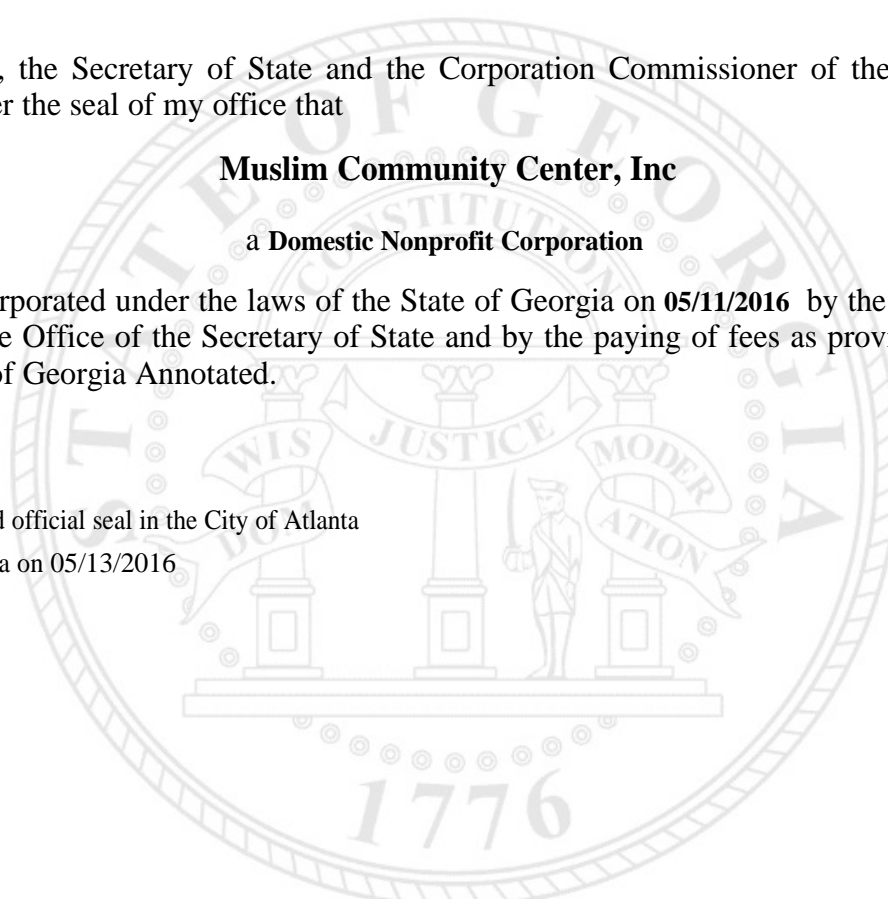 , the Secretary of State and the Corporation Commissioner of the
er the seal of my office that
Muslim Community Center, Inc
a Domestic Nonprofit Corporation
orporated under the laws of the State of Georgia on 05/11/2016 by the
e Office of the Secretary of State and by the paying of fees as provi
of Georgia Annotated.
d official seal in the City of Atlanta
a on 05/13/2016
STATE OF GEORGIA
CONSTITUTION
WISDOM
JUSTICE
MODERATION
1776